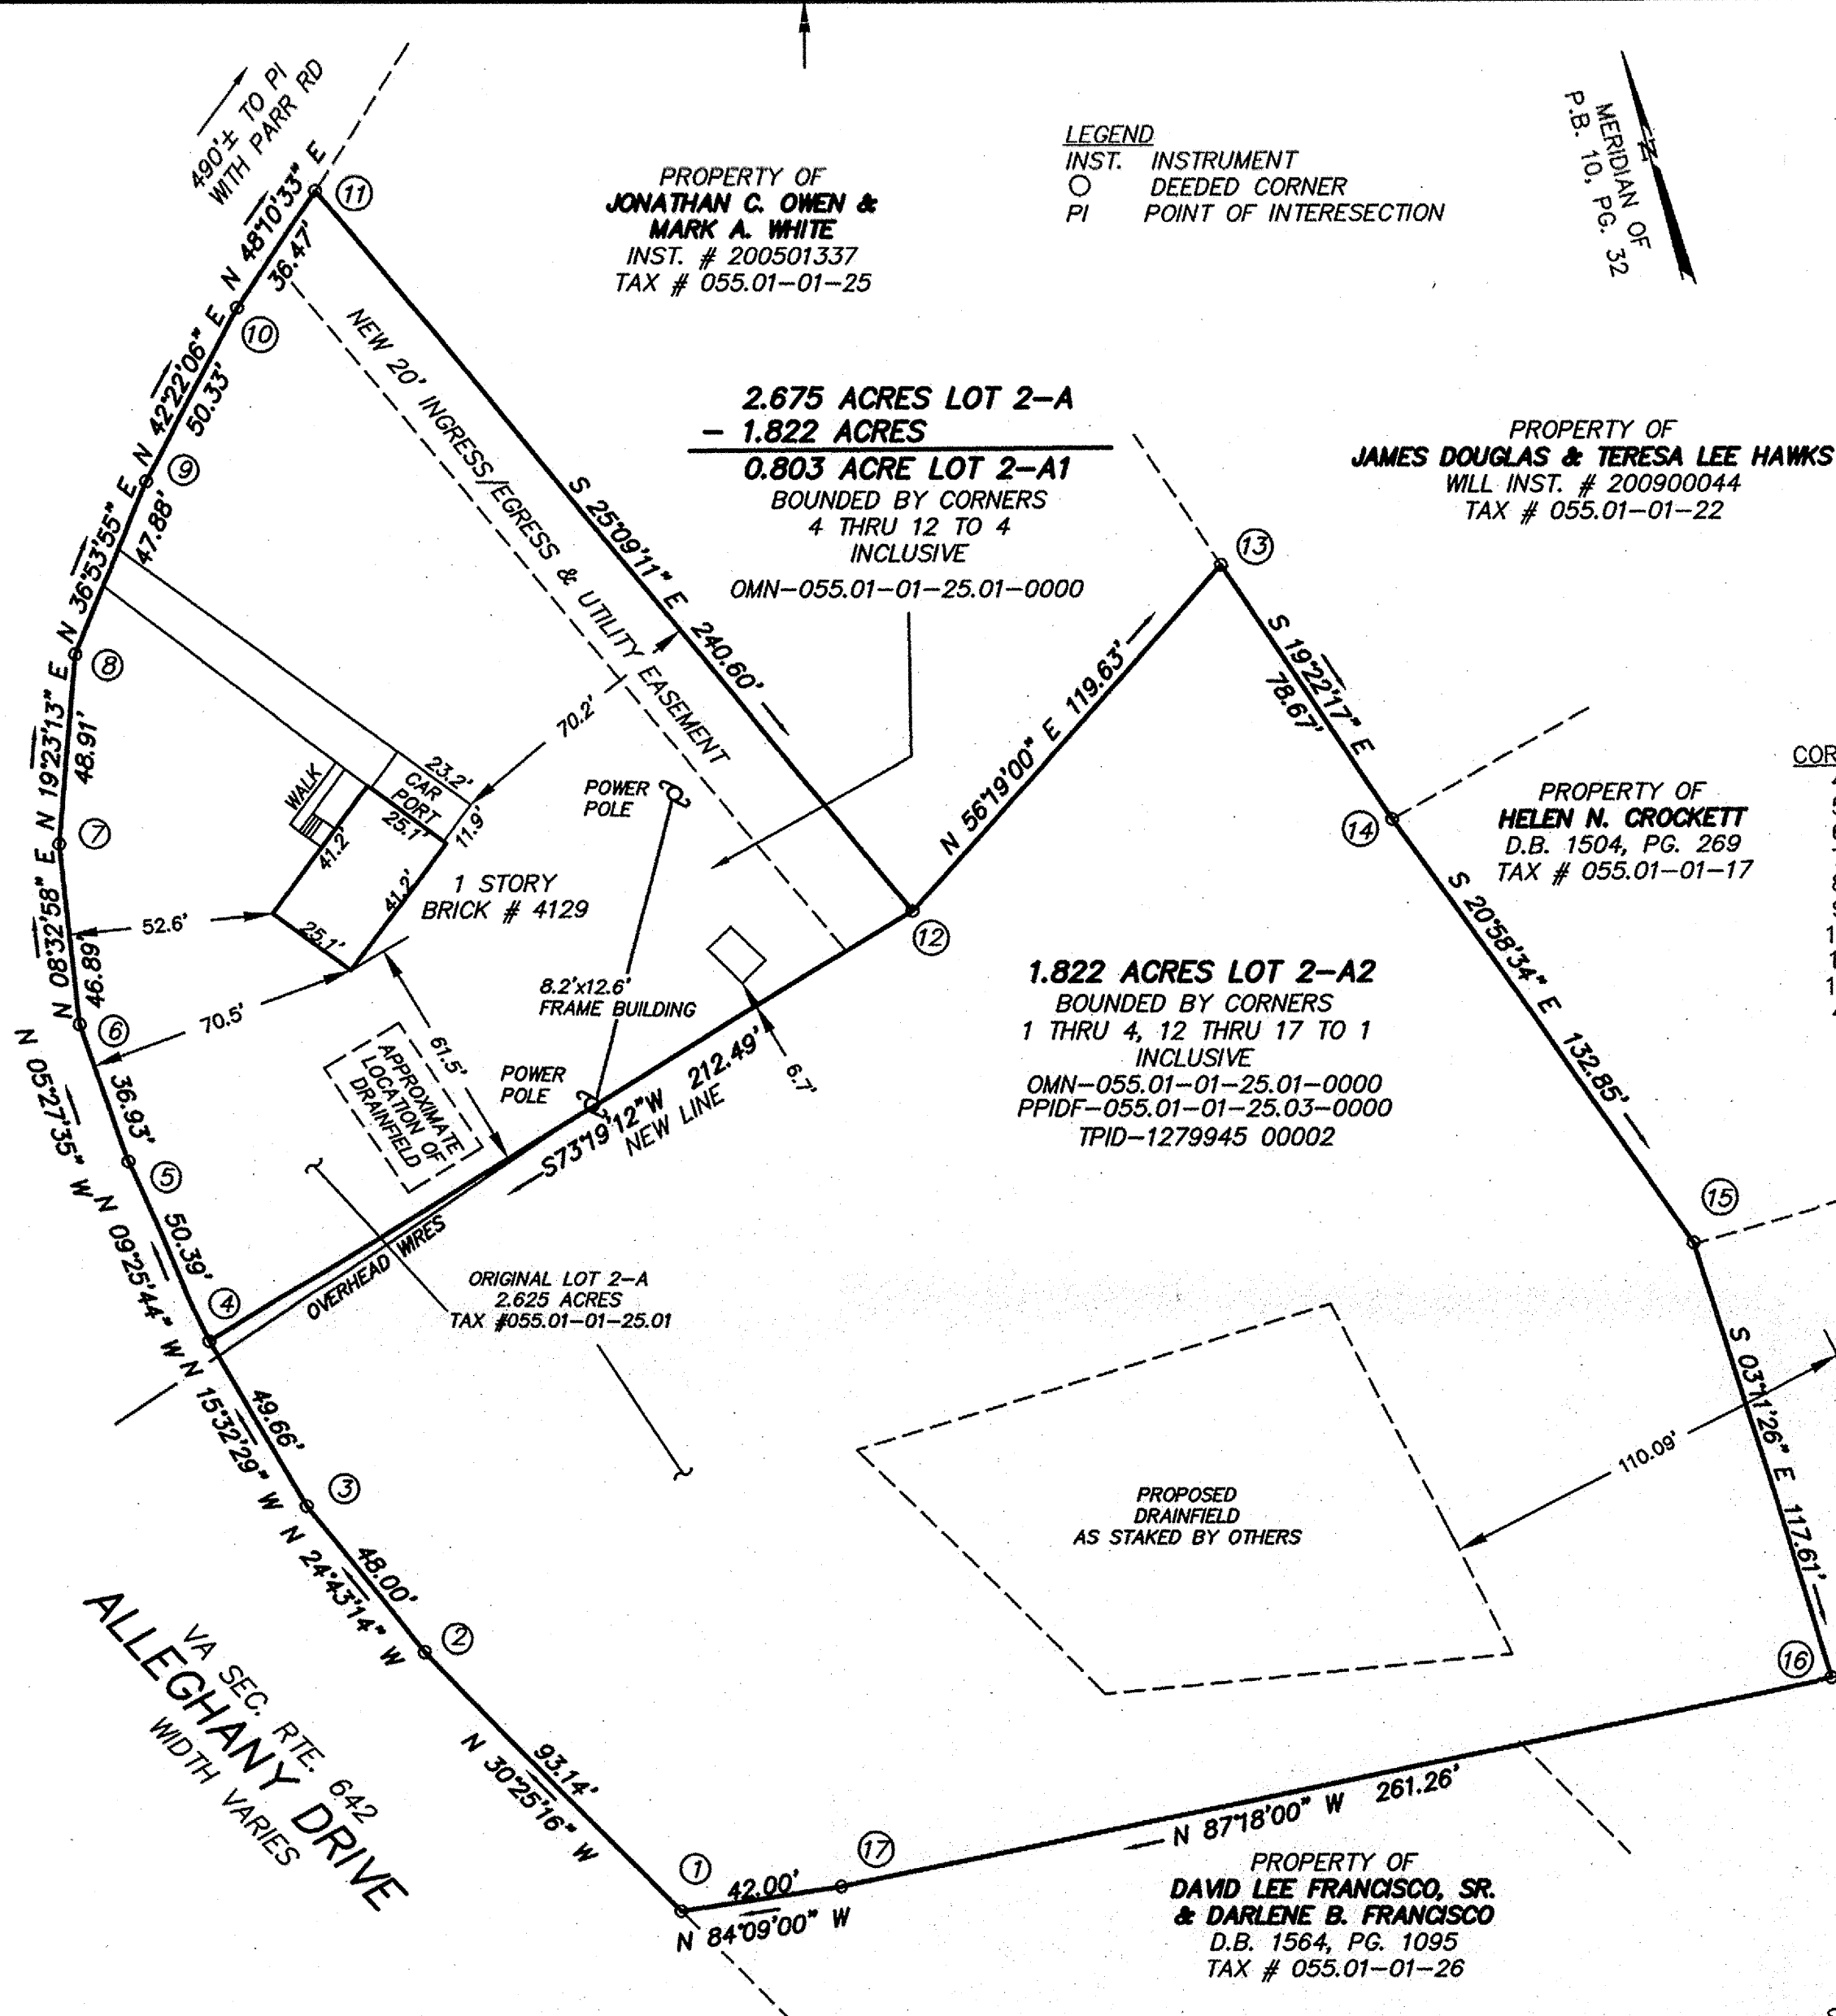 490'± TO PI
WITH PARR RD
LEGEND
INST. INSTRUMENT
DEEDED CORNER
PI POINT OF INTERESECTION
MERIDIAN OF
P.B. 10, PG. 32
N
PROPERTY OF
JONATHAN C. OWEN &
MARK A. WHITE
INST. # 200501337
TAX # 055.01-01-25
2.675 ACRES LOT 2-A
- 1.822 ACRES
0.803 ACRE LOT 2-A1
BOUNDED BY CORNERS
4 THRU 12 TO 4
INCLUSIVE
OMN-055.01-01-25.01-0000
PROPERTY OF
JAMES DOUGLAS & TERESA LEE HAWKS
WILL INST. # 200900044
TAX # 055.01-01-22
11
N 48°10'33" E
36.47'
10
N 42°22'06" E
50.33'
9
N 36°53'55" E
47.88'
8
N 19°23'13" E
48.91'
7
N 08°32'58" E
46.89'
6
N 05°27'35" W
36.93'
5
N 09°25'44" W
50.39'
4
N 15°32'29" W
49.66'
3
N 24°43'14" W
48.00'
2
N 30°25'16" W
93.14'
1
NEW 20' INGRESS/EGRESS & UTILITY EASEMENT
S 25°09'11" E 240.60'
12
N 56°19'00" E 119.63'
13
S 19°22'17" E
78.67'
14
PROPERTY OF
HELEN N. CROCKETT
D.B. 1504, PG. 269
TAX # 055.01-01-17
COR
S 20°58'34" E 132.85'
15
S 03°11'26" E 117.61'
16
WALK
CAR
PORT
23.2'
25.1'
11.9'
41.2'
41.2'
25.1'
70.2'
52.6'
70.5'
61.5'
1 STORY
BRICK # 4129
POWER
POLE
8.2'x12.6'
FRAME BUILDING
POWER
POLE
6.7'
APPROXIMATE
LOCATION OF
DRAINFIELD
S73°19'12"W 212.49'
NEW LINE
OVERHEAD WIRES
1.822 ACRES LOT 2-A2
BOUNDED BY CORNERS
1 THRU 4, 12 THRU 17 TO 1
INCLUSIVE
OMN-055.01-01-25.01-0000
PPIDF-055.01-01-25.03-0000
TPID-1279945 00002
ORIGINAL LOT 2-A
2.625 ACRES
TAX #055.01-01-25.01
PROPOSED
DRAINFIELD
AS STAKED BY OTHERS
110.09'
VA SEC. RTE. 642
ALLEGHANY DRIVE
WIDTH VARIES
17
42.00'
N 84°09'00" W
N 87°18'00" W 261.26'
PROPERTY OF
DAVID LEE FRANCISCO, SR.
& DARLENE B. FRANCISCO
D.B. 1564, PG. 1095
TAX # 055.01-01-26